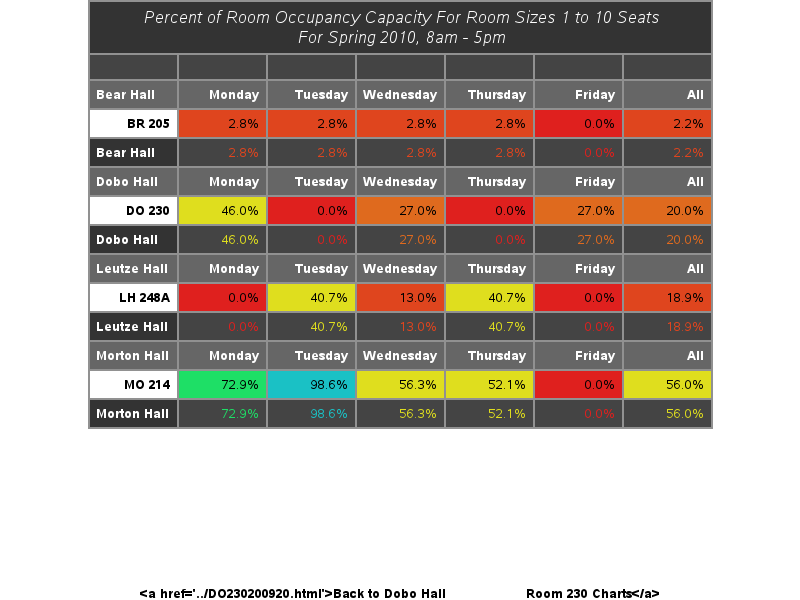 Percent of Room Occupancy Capacity For Room Sizes 1 to 10 Seats
For Spring 2010, 8am - 5pm
Bear Hall Monday Tuesday Wednesday Thursday Friday All
BR 205 2.8% 2.8% 2.8% 2.8% 0.0% 2.2%
Bear Hall 2.8% 2.8% 2.8% 2.8% 0.0% 2.2%
Dobo Hall Monday Tuesday Wednesday Thursday Friday All
DO 230 46.0% 0.0% 27.0% 0.0% 27.0% 20.0%
Dobo Hall 46.0% 0.0% 27.0% 0.0% 27.0% 20.0%
Leutze Hall Monday Tuesday Wednesday Thursday Friday All
LH 248A 0.0% 40.7% 13.0% 40.7% 0.0% 18.9%
Leutze Hall 0.0% 40.7% 13.0% 40.7% 0.0% 18.9%
Morton Hall Monday Tuesday Wednesday Thursday Friday All
MO 214 72.9% 98.6% 56.3% 52.1% 0.0% 56.0%
Morton Hall 72.9% 98.6% 56.3% 52.1% 0.0% 56.0%
<a href='../DO230200920.html'>Back to Dobo Hall Room 230 Charts</a>